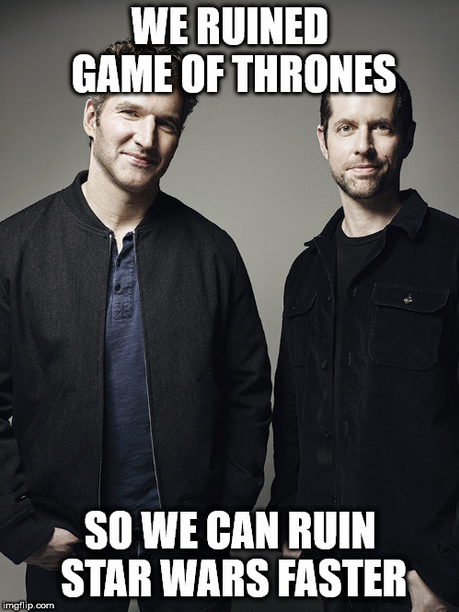 WE RUINED
GAME OF THRONES
SO WE CAN RUIN
STAR WARS FASTER
imgflip.com